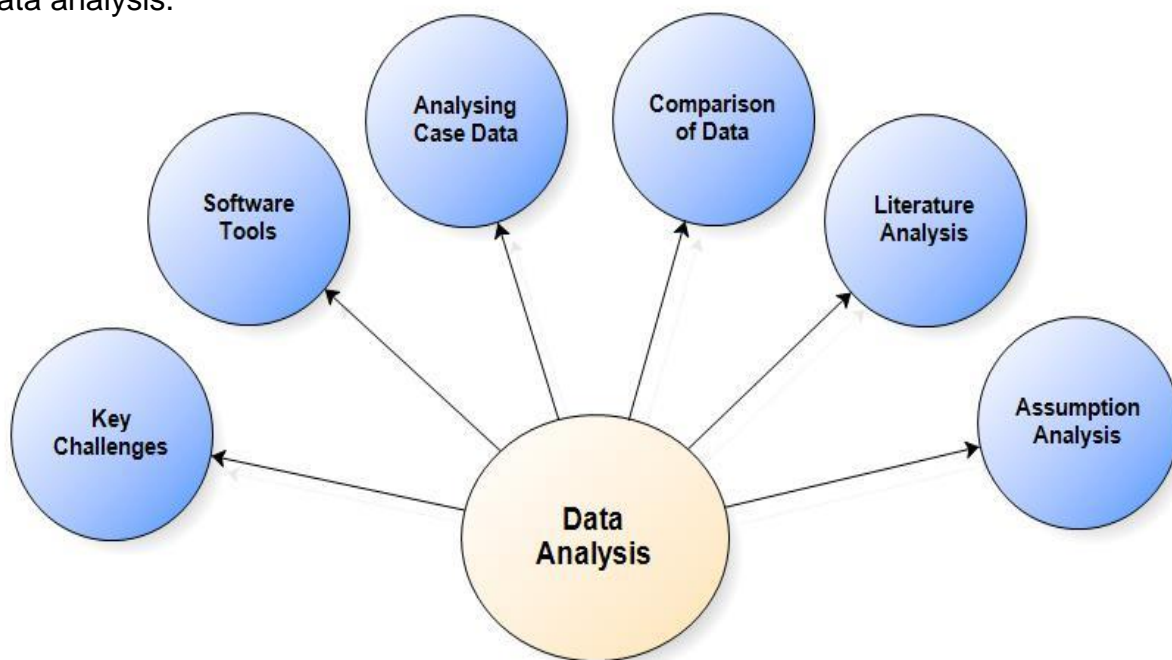 ata analysis.
Analysing
Case Data
Comparison
of Data
Software
Tools
Literature
Analysis
Key
Challenges
Assumption
Analysis
Data
Analysis